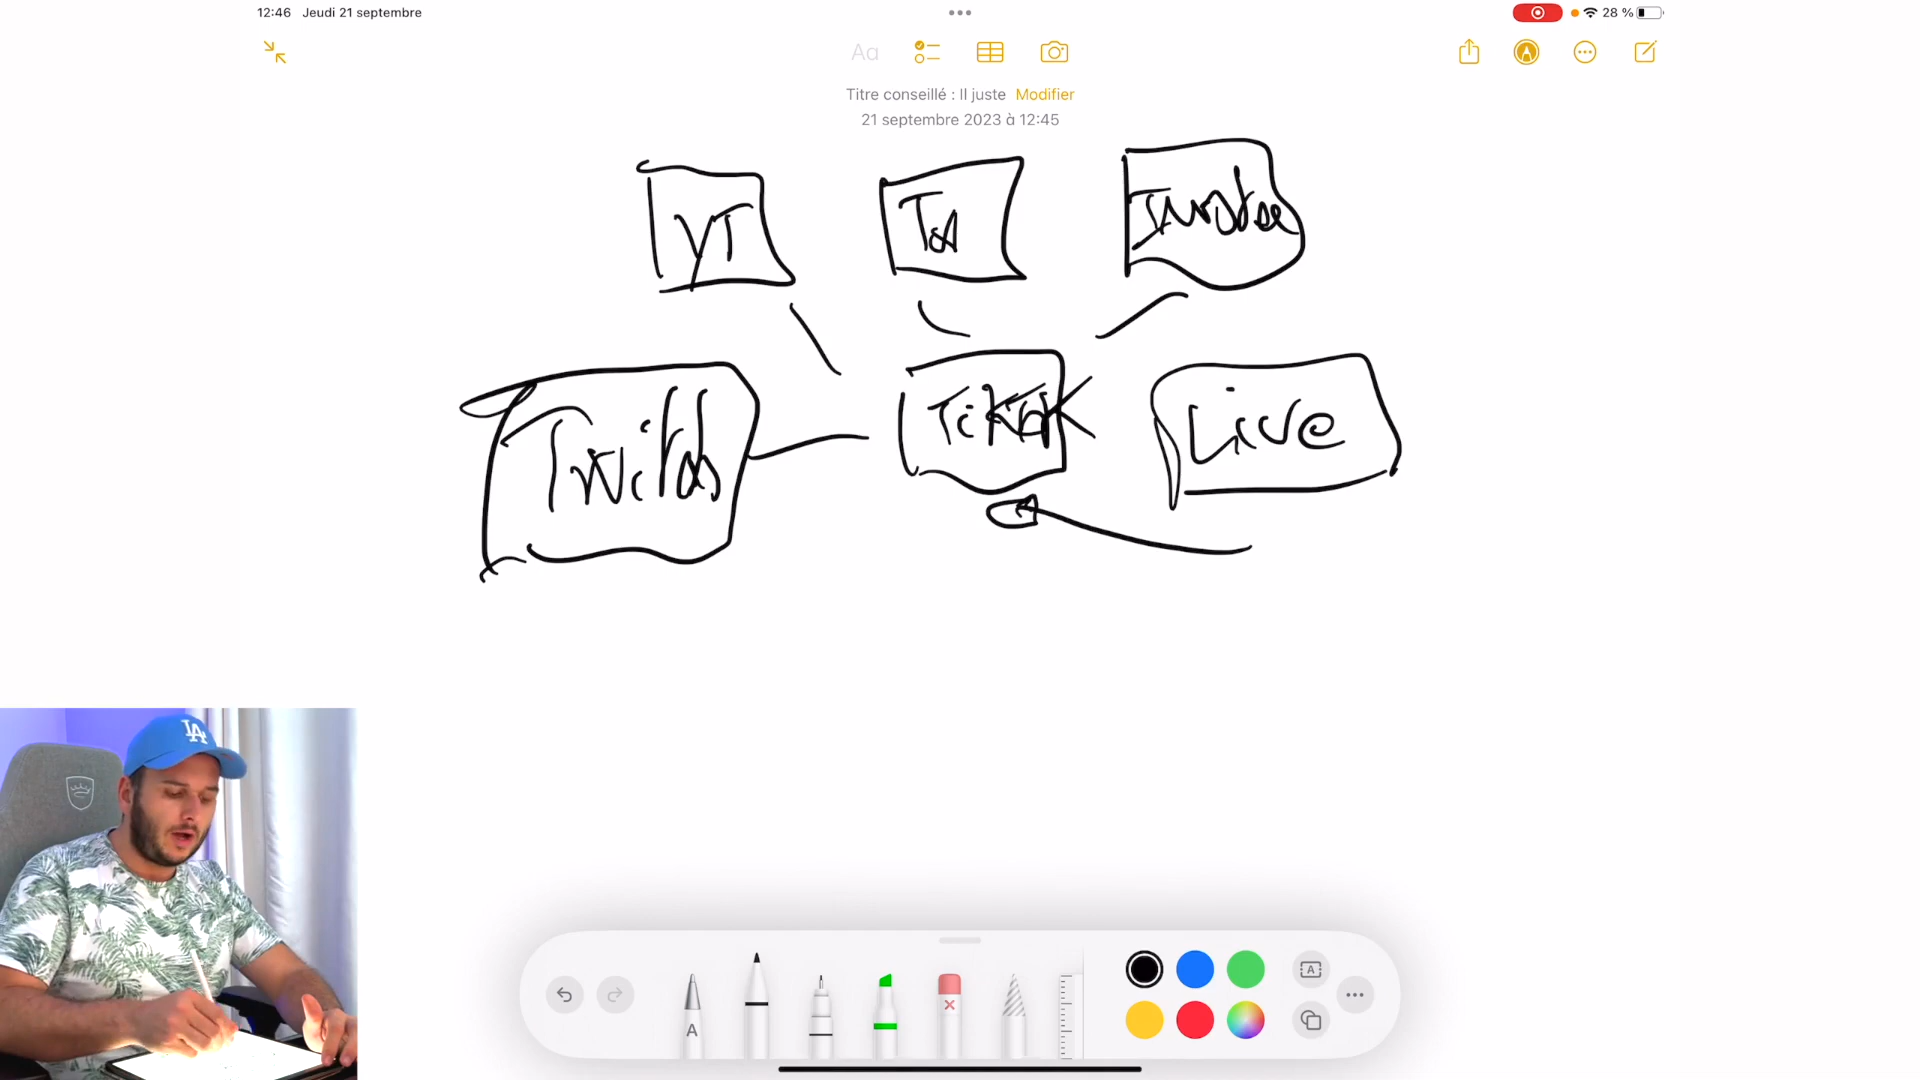 12:46 Jeudi 21 septembre
28 %
Aa
Titre conseillé : Il juste Modifier
21 septembre 2023 à 12:45
YT
TikTok
Live
LA
A
A